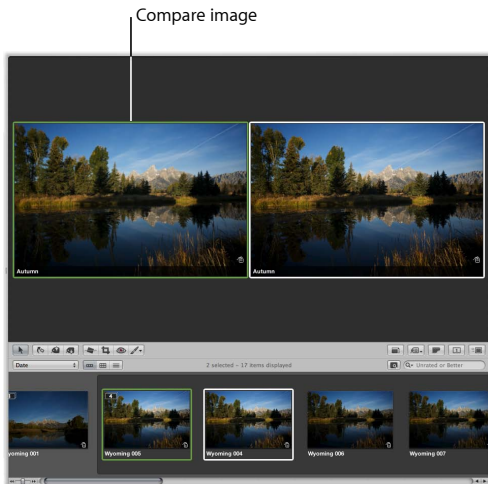 Compare image
Autumn
Autumn
Date
2 selected – 17 items displayed
Unrated or Better
yoming 001
Wyoming 005
Wyoming 004
Wyoming 006
Wyoming 007